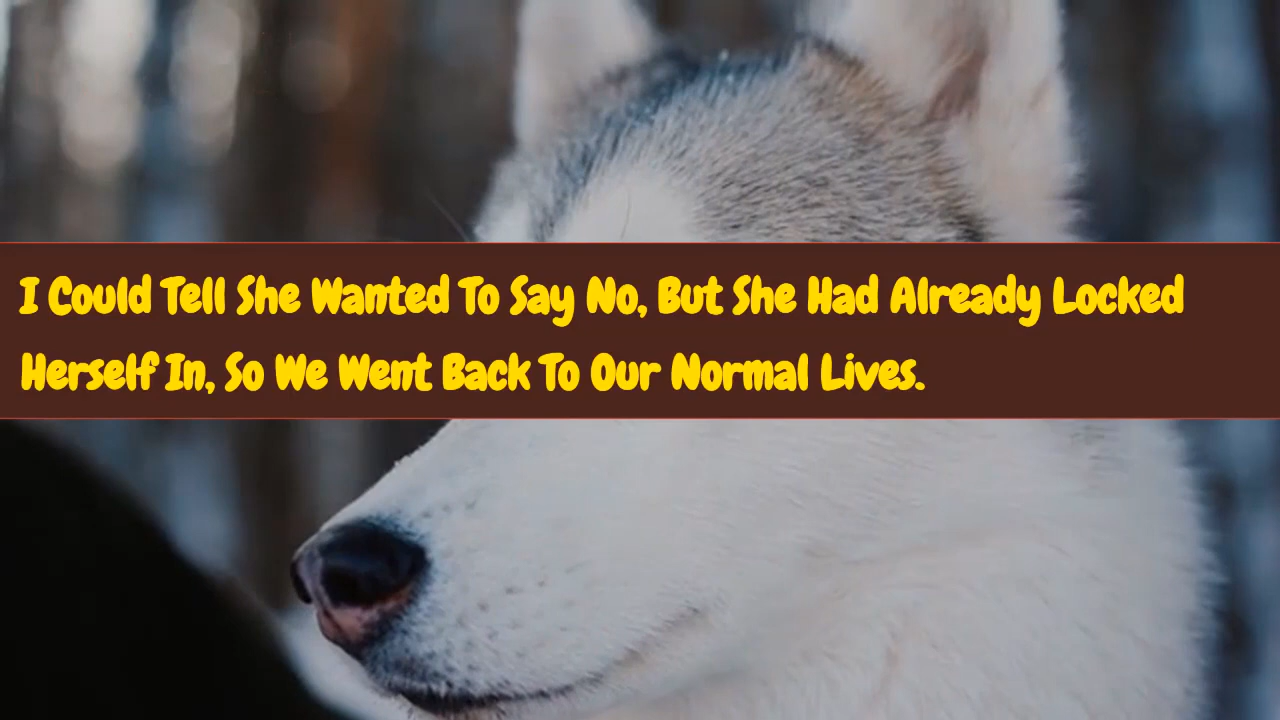 I Could Tell She Wanted To Say No, But She Had Already Locked
Herself In, So We Went Back To Our Normal Lives.